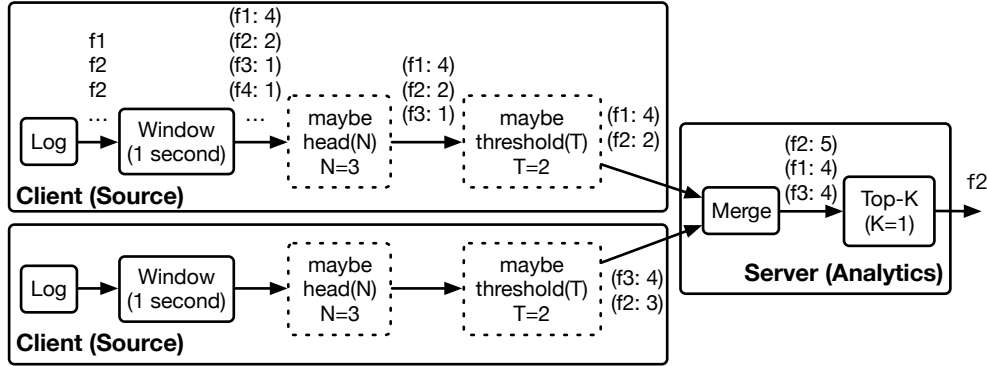 f1
f2
f2
...
(f1: 4)
(f2: 2)
(f3: 1)
(f4: 1)
...
(f1: 4)
(f2: 2)
(f3: 1)
(f1: 4)
(f2: 2)
Log
Window
(1 second)
maybe
head(N)
N=3
maybe
threshold(T)
T=2
Client (Source)
Log
Window
(1 second)
maybe
head(N)
N=3
maybe
threshold(T)
T=2
(f3: 4)
(f2: 3)
Client (Source)
Merge
(f2: 5)
(f1: 4)
(f3: 4)
Top-K
(K=1)
f2
Server (Analytics)